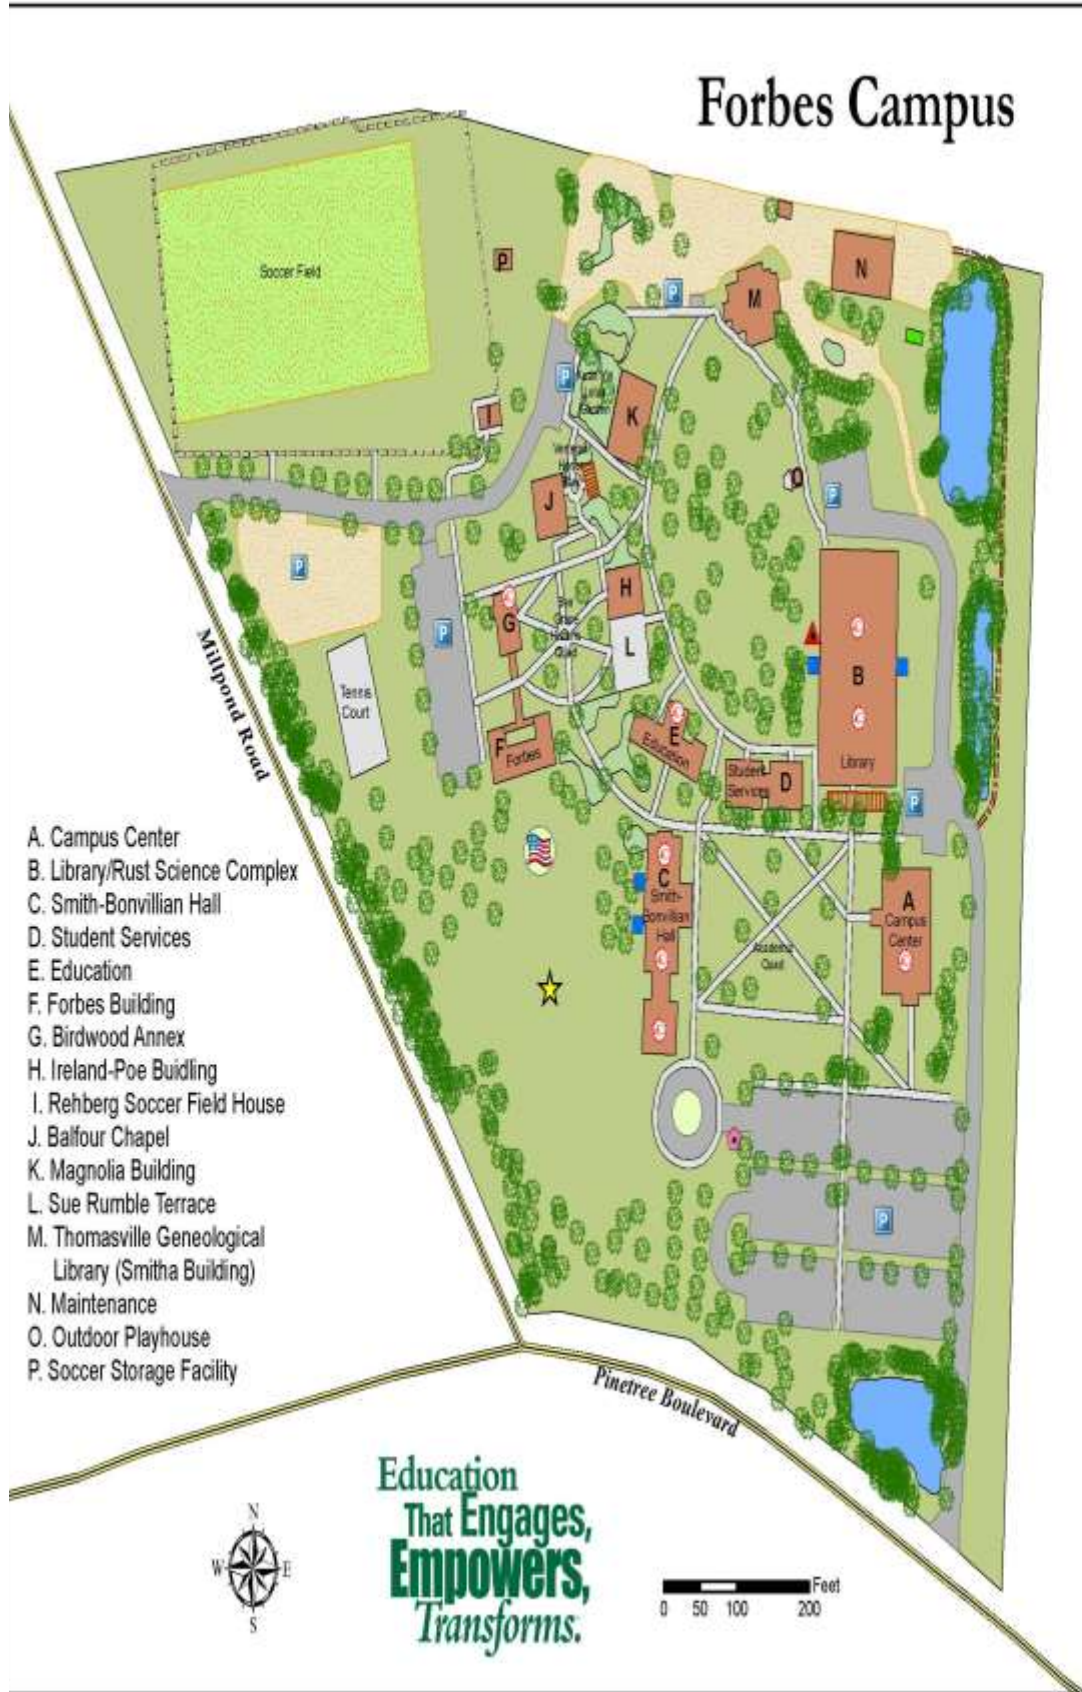 Forbes Campus
Soccer Field
P
N
P
M
P
K
I
J
O
P
P
P
H
G
L
B
Tennis
Court
Millpond Road
E
Education
F
Forbes
Library
Student
Services
D
P
A. Campus Center
B. Library/Rust Science Complex
C. Smith-Bonvillian Hall
D. Student Services
E. Education
F. Forbes Building
G. Birdwood Annex
H. Ireland-Poe Buidling
I. Rehberg Soccer Field House
J. Balfour Chapel
K. Magnolia Building
L. Sue Rumble Terrace
M. Thomasville Geneological
Library (Smitha Building)
N. Maintenance
O. Outdoor Playhouse
P. Soccer Storage Facility
C
Smith-
Bonvillian
Hall
A
Campus
Center
Academic
Quad
P
Pinetree Boulevard
Education
That Engages,
Empowers,
Transforms.
N
W E
S
Feet
0 50 100 200